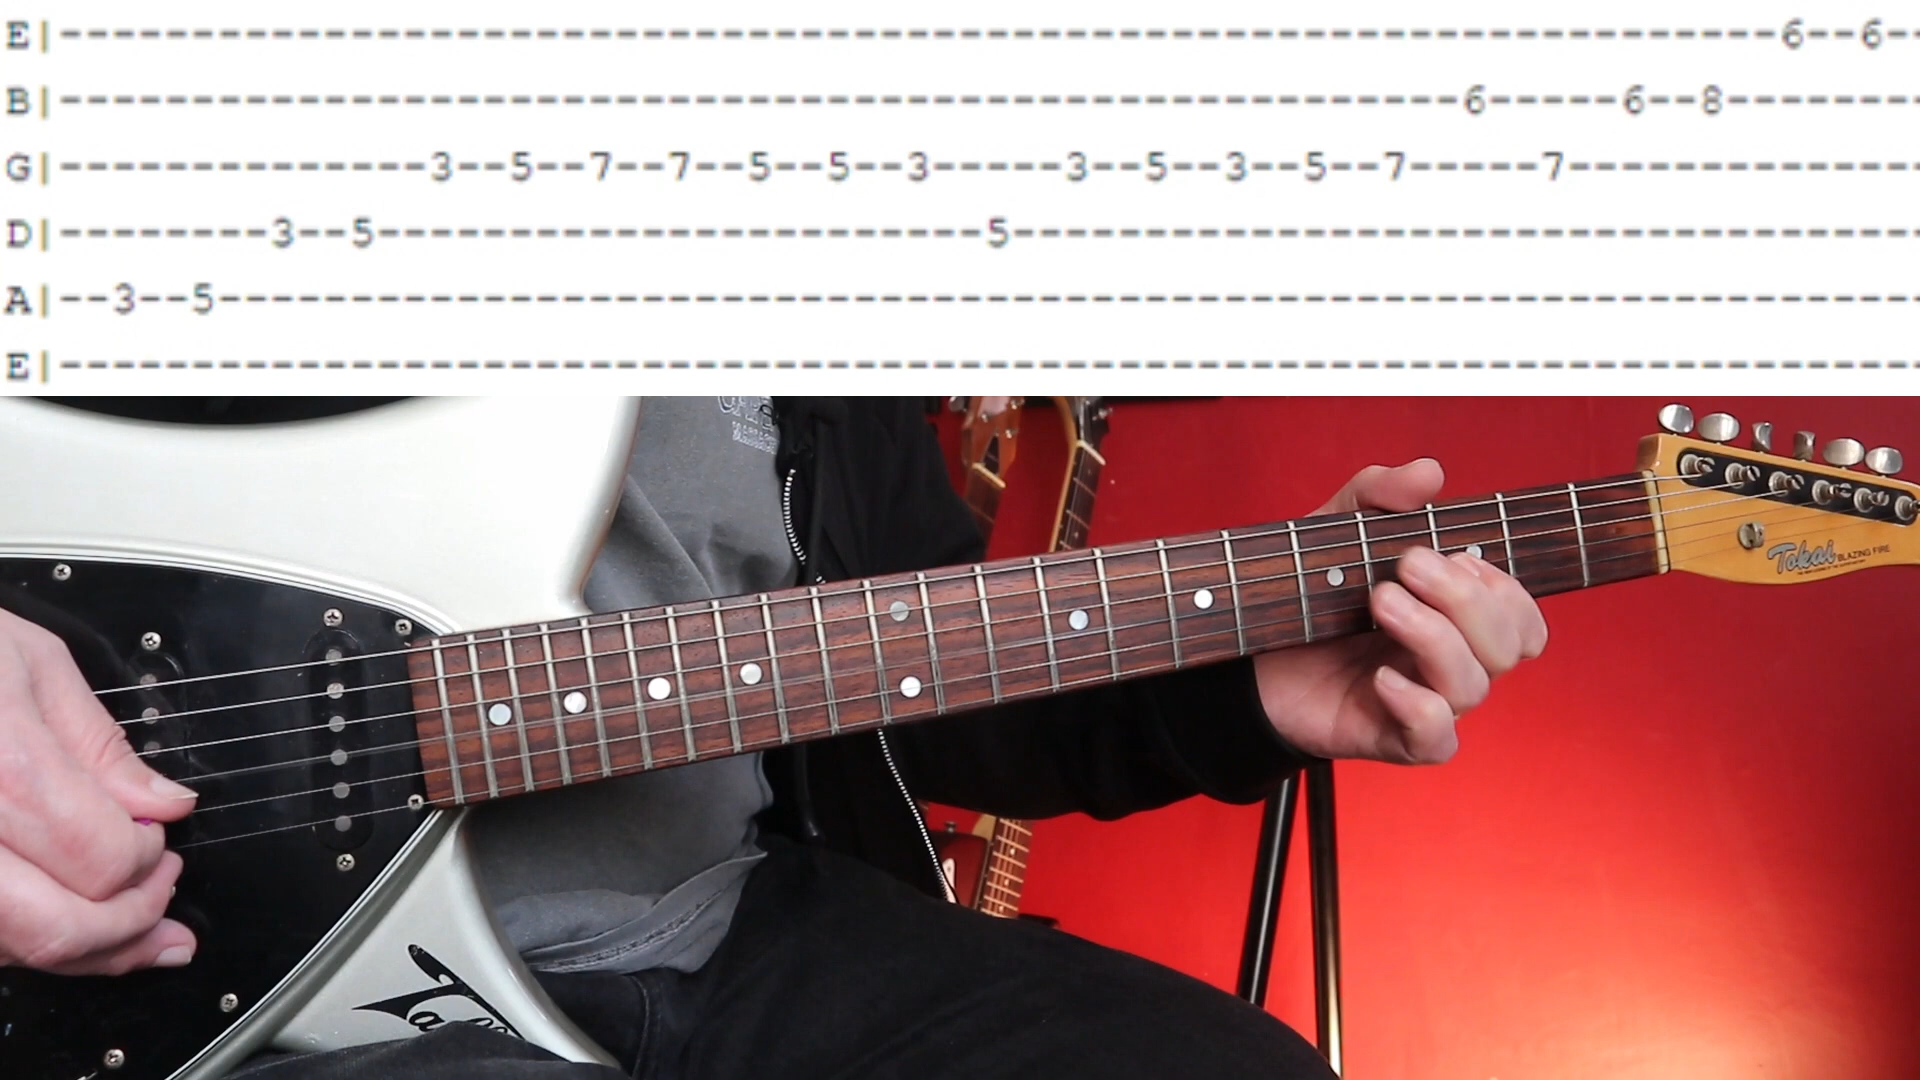 E|-----------------------------------------------------------------6--6--
B|-----------------------------------------------------6-----6--8--------
G|--------------3--5--7--7--5--5--3-----3--5--3--5--7-----7--------------
D|--------3--5-----------------------5-----------------------------------
A|--3--5-----------------------------------------------------------------
E|-----------------------------------------------------------------------
Tokai BLAZING FIRE